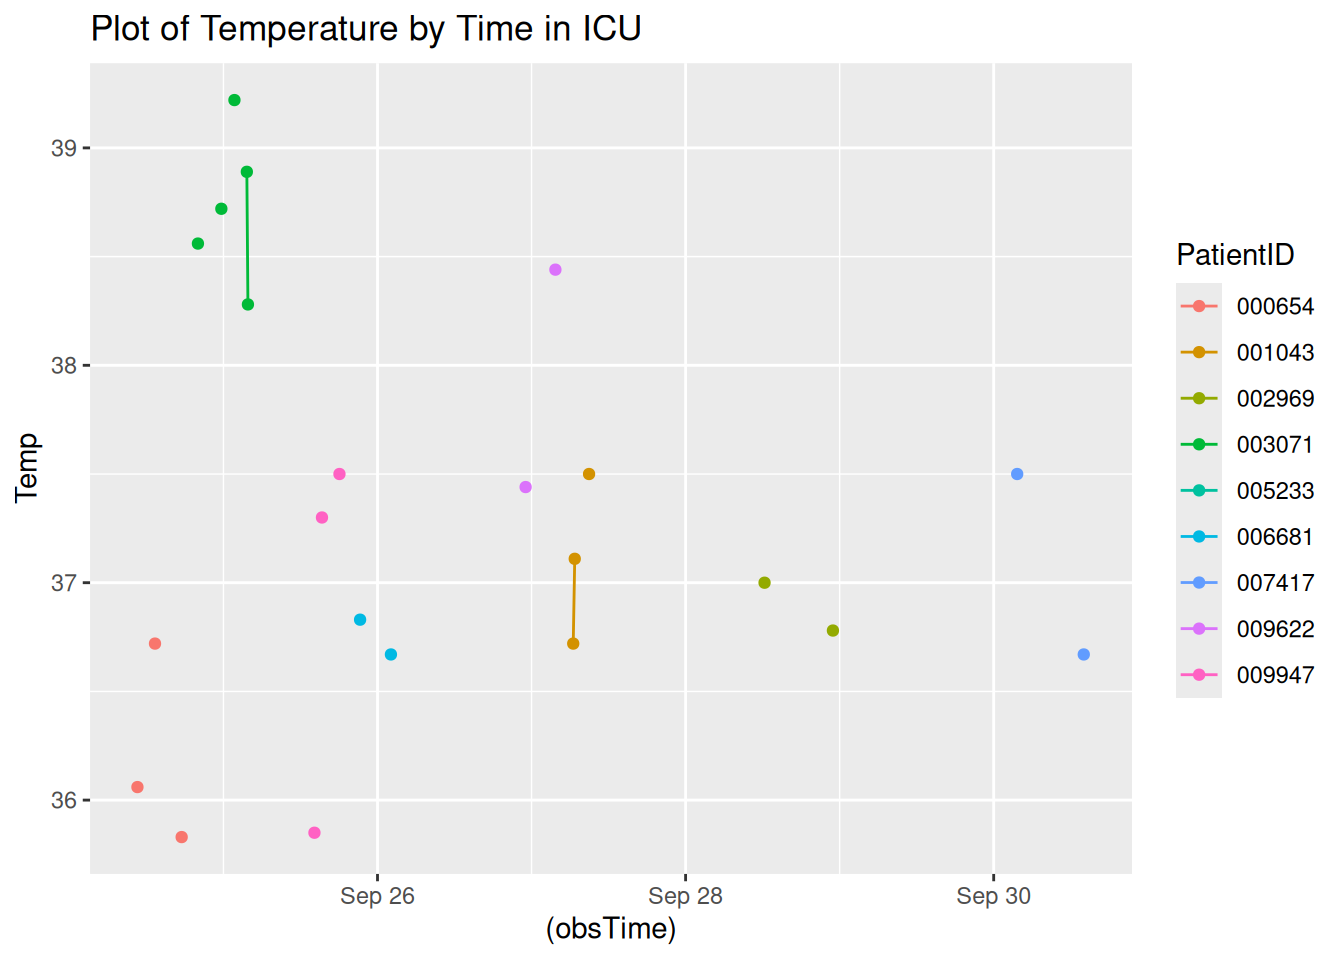 Plot of Temperature by Time in ICU
39
38
37
36
Temp
Sep 26
Sep 28
Sep 30
(obsTime)
PatientID
000654
001043
002969
003071
005233
006681
007417
009622
009947